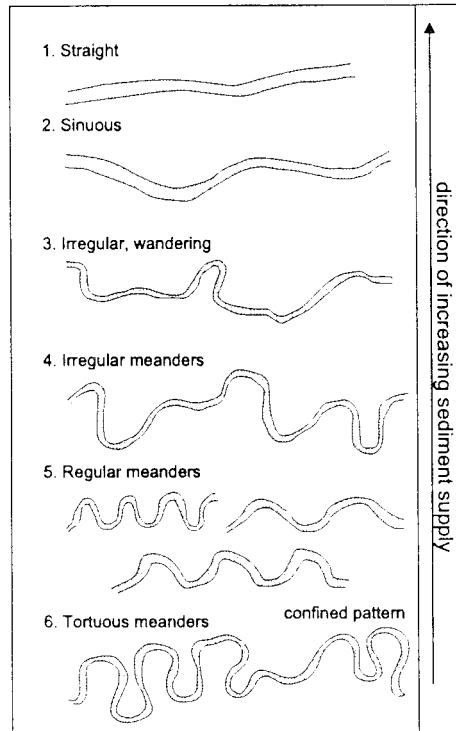 1. Straight
2. Sinuous
3. Irregular, wandering
4. Irregular meanders
5. Regular meanders
6. Tortuous meanders
confined pattern
direction of increasing sediment supply